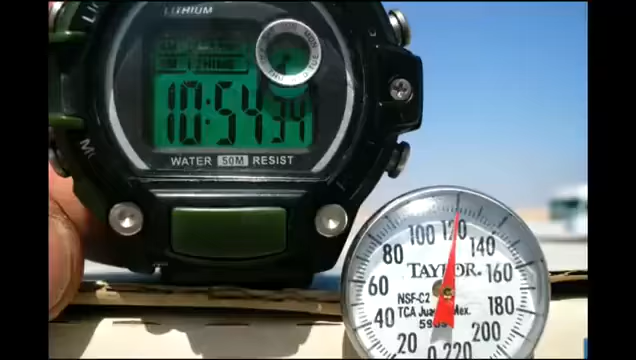 LITHIUM
10:54 34
WATER 50M RESIST
100 120 140
80 160
TAYLOR
60 180
NSF-C2
TCA Juarez Mex.
40 200
20 0 220